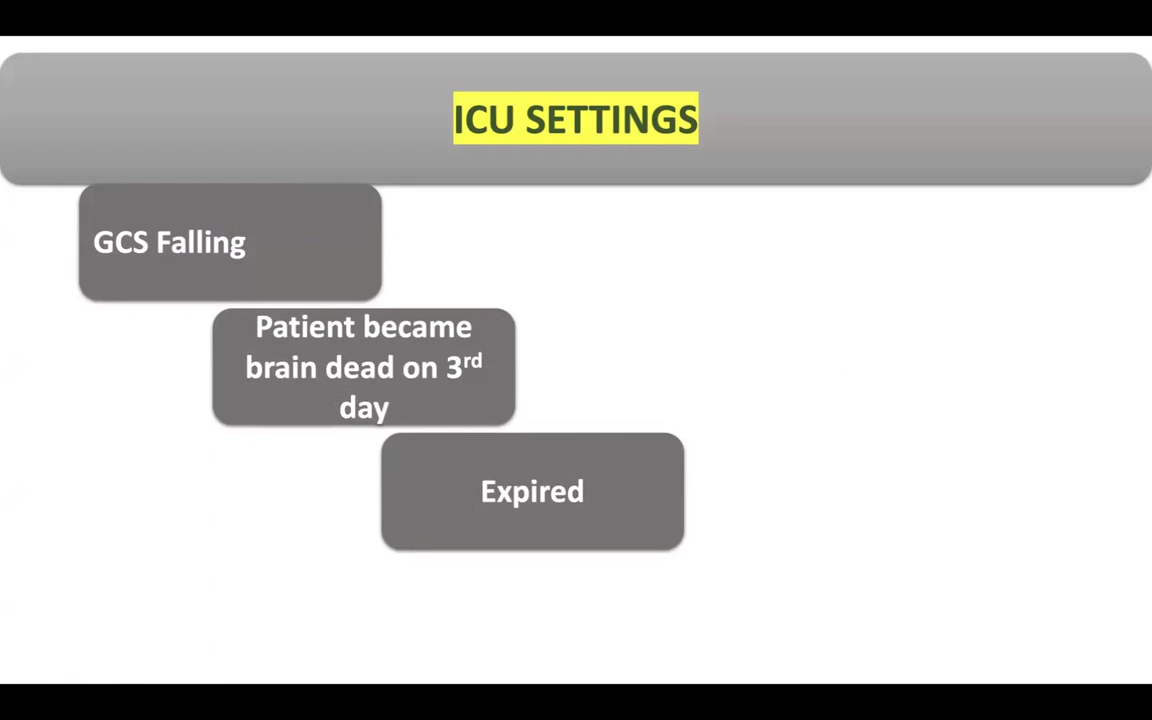 ICU SETTINGS
GCS Falling
Patient became
brain dead on 3rd
day
Expired